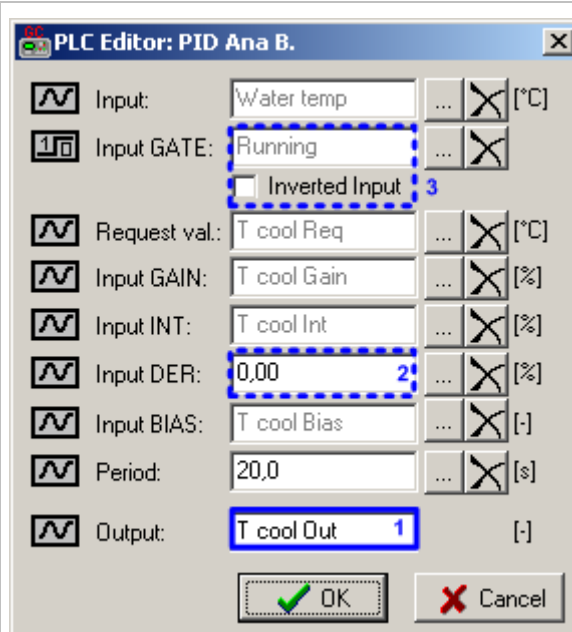 GC PLC Editor: PID Ana B.
Input: Water temp ... [°C]
Input GATE: Running ...
Inverted Input 3
Request val.: T cool Req ... [°C]
Input GAIN: T cool Gain ... [%]
Input INT: T cool Int ... [%]
Input DER: 0,00 2 ... [%]
Input BIAS: T cool Bias ... [-]
Period: 20,0 ... [s]
Output: T cool Out 1 [-]
OK Cancel